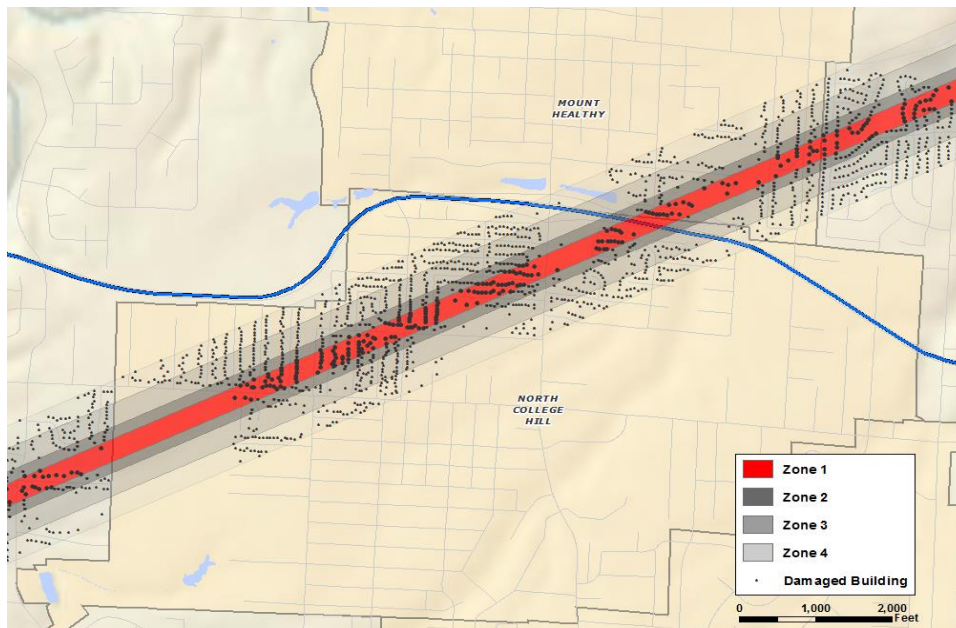 MOUNT
HEALTHY
NORTH
COLLEGE
HILL
Zone 1
Zone 2
Zone 3
Zone 4
Damaged Building
0 1,000 2,000
Feet